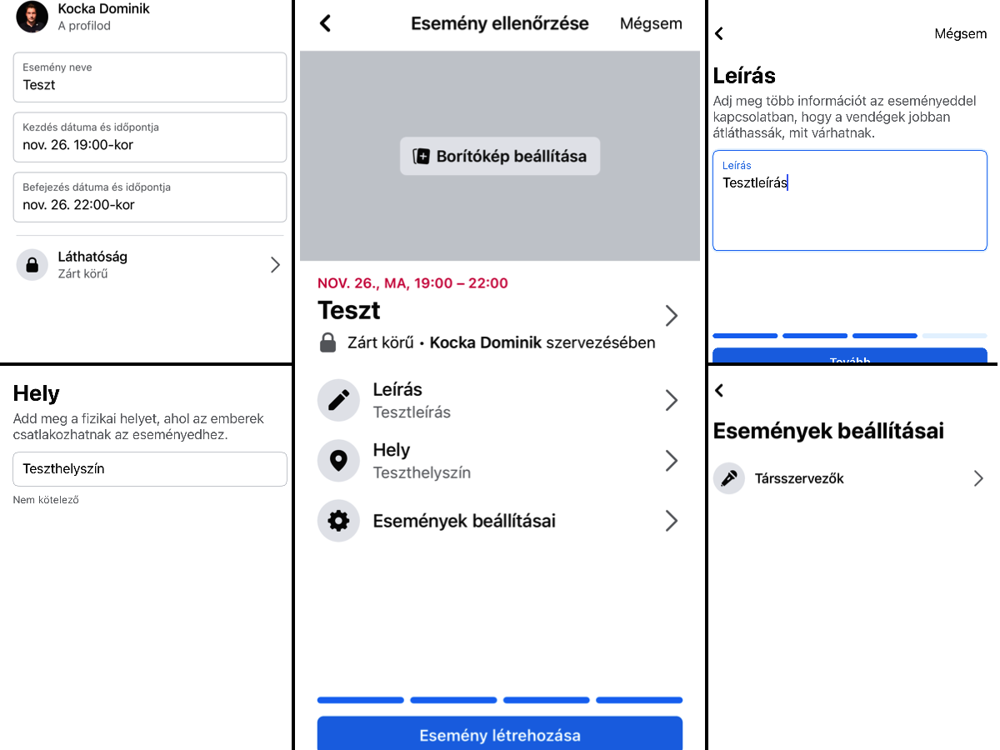 Kocka Dominik
A profilod
Esemény neve
Teszt
Kezdés dátuma és időpontja
nov. 26. 19:00-kor
Befejezés dátuma és időpontja
nov. 26. 22:00-kor
Láthatóság
Zárt körű
Hely
Add meg a fizikai helyet, ahol az emberek
csatlakozhatnak az eseményedhez.
Teszthelyszín
Nem kötelező
Esemény ellenőrzése
Mégsem
Borítókép beállítása
NOV. 26., MA, 19:00 – 22:00
Teszt
Zárt körű • Kocka Dominik szervezésében
Leírás
Tesztleírás
Hely
Teszthelyszín
Események beállításai
Esemény létrehozása
Mégsem
Leírás
Adj meg több információt az eseményeddel
kapcsolatban, hogy a vendégek jobban
átláthassák, mit várhatnak.
Leírás
Tesztleírás
Tovább
Események beállításai
Társszervezők